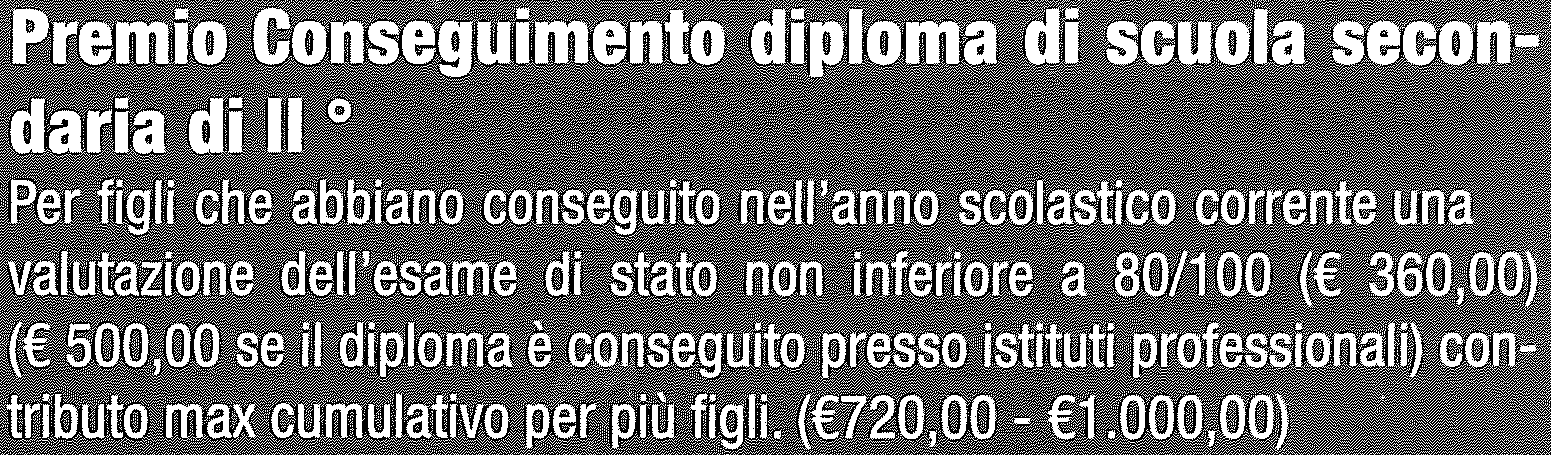 Premio Conseguimento diploma di scuola secon-
daria di II °
Per figli che abbiano conseguito nell'anno scolastico corrente una
valutazione dell'esame di stato non inferiore a 80/100 (€ 360,00)
(€ 500,00 se il diploma è conseguito presso istituti professionali) con-
tributo max cumulativo per più figli. (€720,00 - €1.000,00)